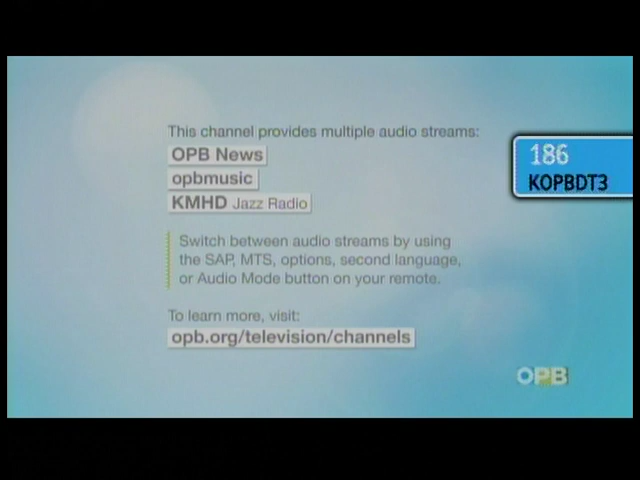 This channel provides multiple audio streams:
OPB News
opbmusic
KMHD Jazz Radio
186
KOPBDT3
Switch between audio streams by using
the SAP, MTS, options, second language,
or Audio Mode button on your remote.
To learn more, visit:
opb.org/television/channels
OPB